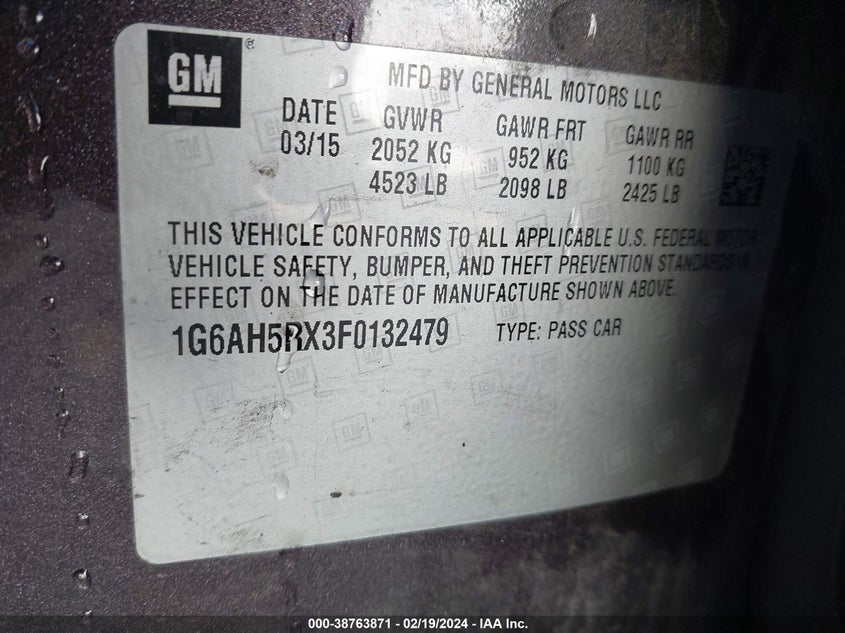 GM
MFD BY GENERAL MOTORS LLC
DATE GVWR GAWR FRT GAWR RR
03/15 2052 KG 952 KG 1100 KG
4523 LB 2098 LB 2425 LB
THIS VEHICLE CONFORMS TO ALL APPLICABLE U.S. FEDERAL MOTOR
VEHICLE SAFETY, BUMPER, AND THEFT PREVENTION STANDARDS IN
EFFECT ON THE DATE OF MANUFACTURE SHOWN ABOVE.
1G6AH5RX3F0132479 TYPE: PASS CAR
000-38763871 - 02/19/2024 - IAA Inc.